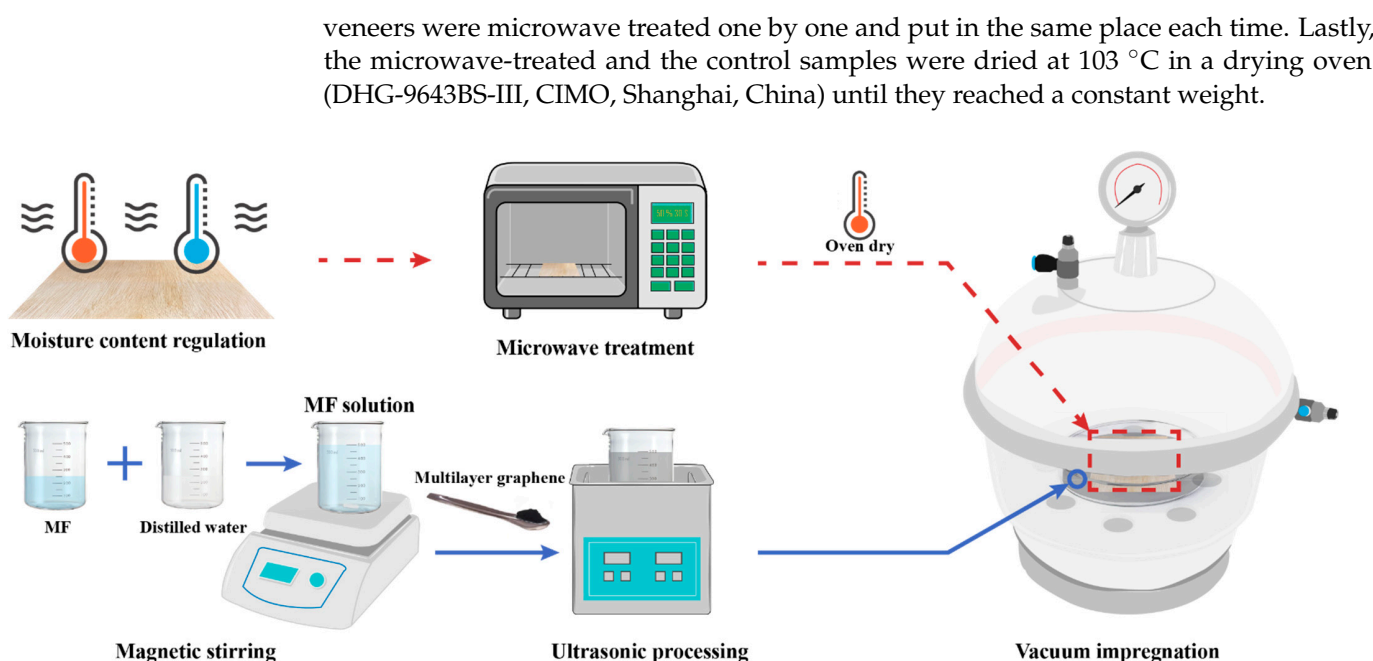 veneers were microwave treated one by one and put in the same place each time. Lastly,
the microwave-treated and the control samples were dried at 103 °C in a drying oven
(DHG-9643BS-III, CIMO, Shanghai, China) until they reached a constant weight.
Oven dry
Moisture content regulation
Microwave treatment
MF solution
Multilayer graphene
MF
Distilled water
Magnetic stirring
Ultrasonic processing
Vacuum impregnation